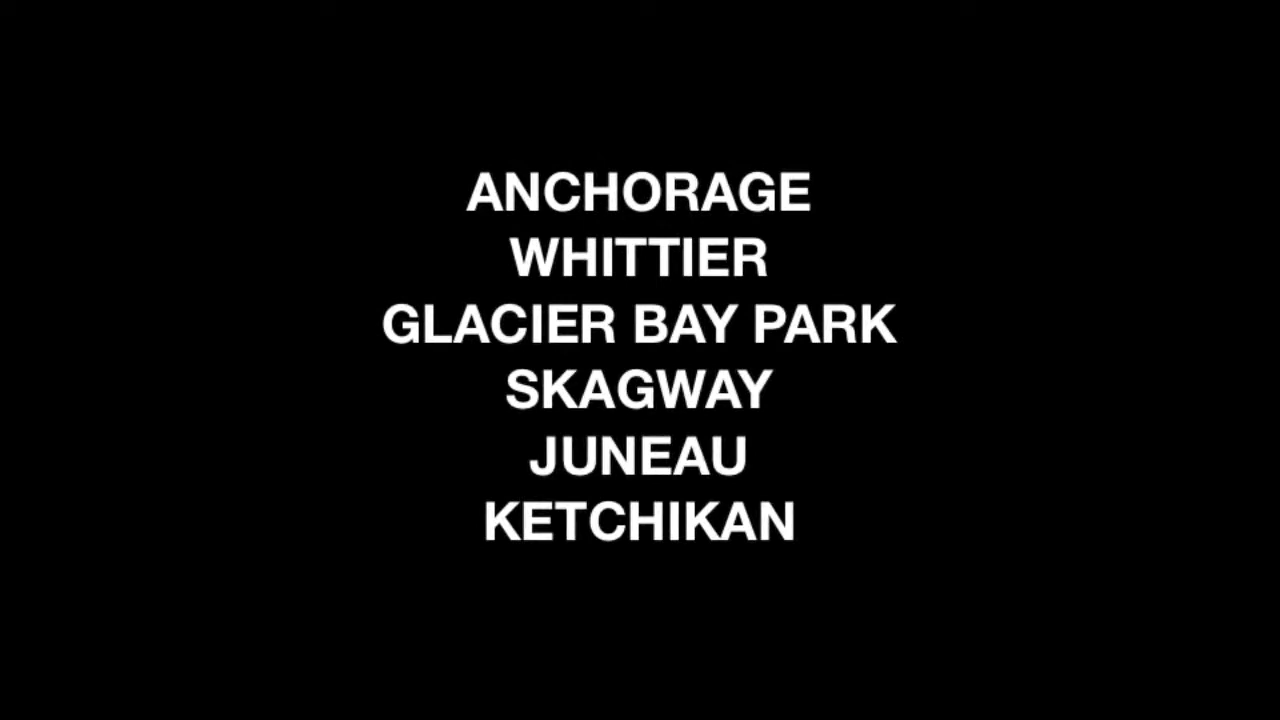 ANCHORAGE
WHITTIER
GLACIER BAY PARK
SKAGWAY
JUNEAU
KETCHIKAN